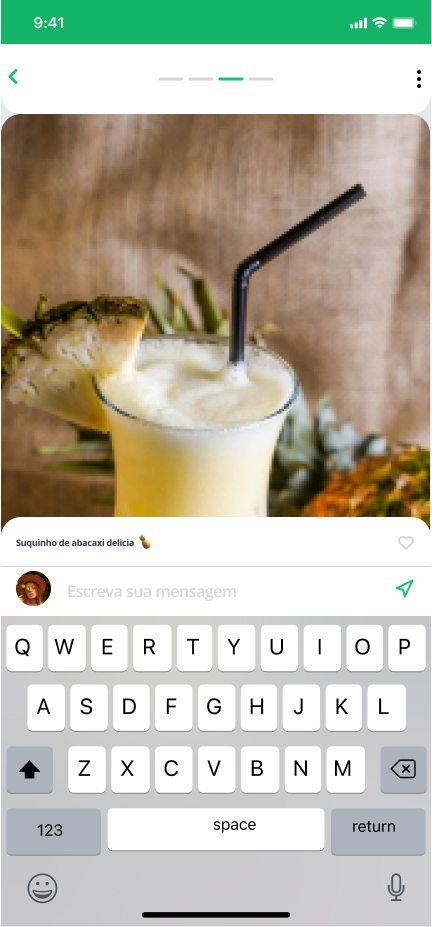 9:41
Suquinho de abacaxi delicia 🍍
Escreva sua mensagem
Q W E R T Y U I O P
A S D F G H J K L
Z X C V B N M
123 space return